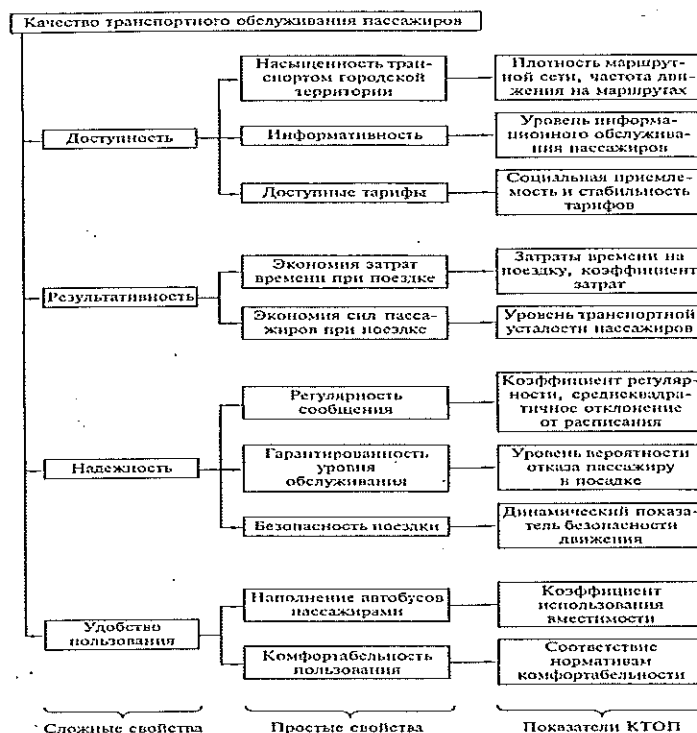 Качество транспортного обслуживания пассажиров
Насыщенность тран-
спортом городской
территории
Плотность маршрут-
ной сети, частота дви-
жения на маршрутах
Доступность
Информативность
Уровень информа-
ционного обслужива-
ния пассажиров
Доступные тарифы
Социальная приемле-
мость и стабильность
тарифов
Результативность
Экономия затрат
времени при поездке
Затраты времени на
поездку, коэффициент
затрат
Экономия сил пасса-
жиров при поездке
Уровень транспортной
усталости пассажиров
Надежность
Регулярность
сообщения
Коэффициент регуляр-
ности, среднеквадра-
тичное отклонение
от расписания
Гарантированность
уровня
обслуживания
Уровень вероятности
отказа пассажиру
в посадке
Безопасность поездки
Динамический показа-
тель безопасности
движения
Удобство
пользования
Наполнение автобусов
пассажирами
Коэффициент
использования
вместимости
Комфортабельность
пользования
Соответствие
нормативам
комфортабельности
Сложные свойства
Простые свойства
Показатели КТОП